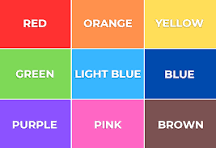 RED
ORANGE
YELLOW
GREEN
LIGHT BLUE
BLUE
PURPLE
PINK
BROWN